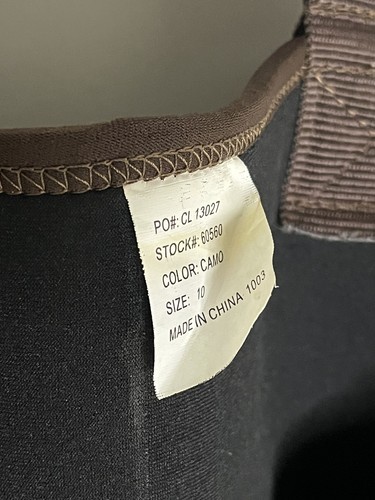 PO#: CL 13027
STOCK#: 60560
COLOR: CAMO
SIZE: 10
MADE IN CHINA 1003